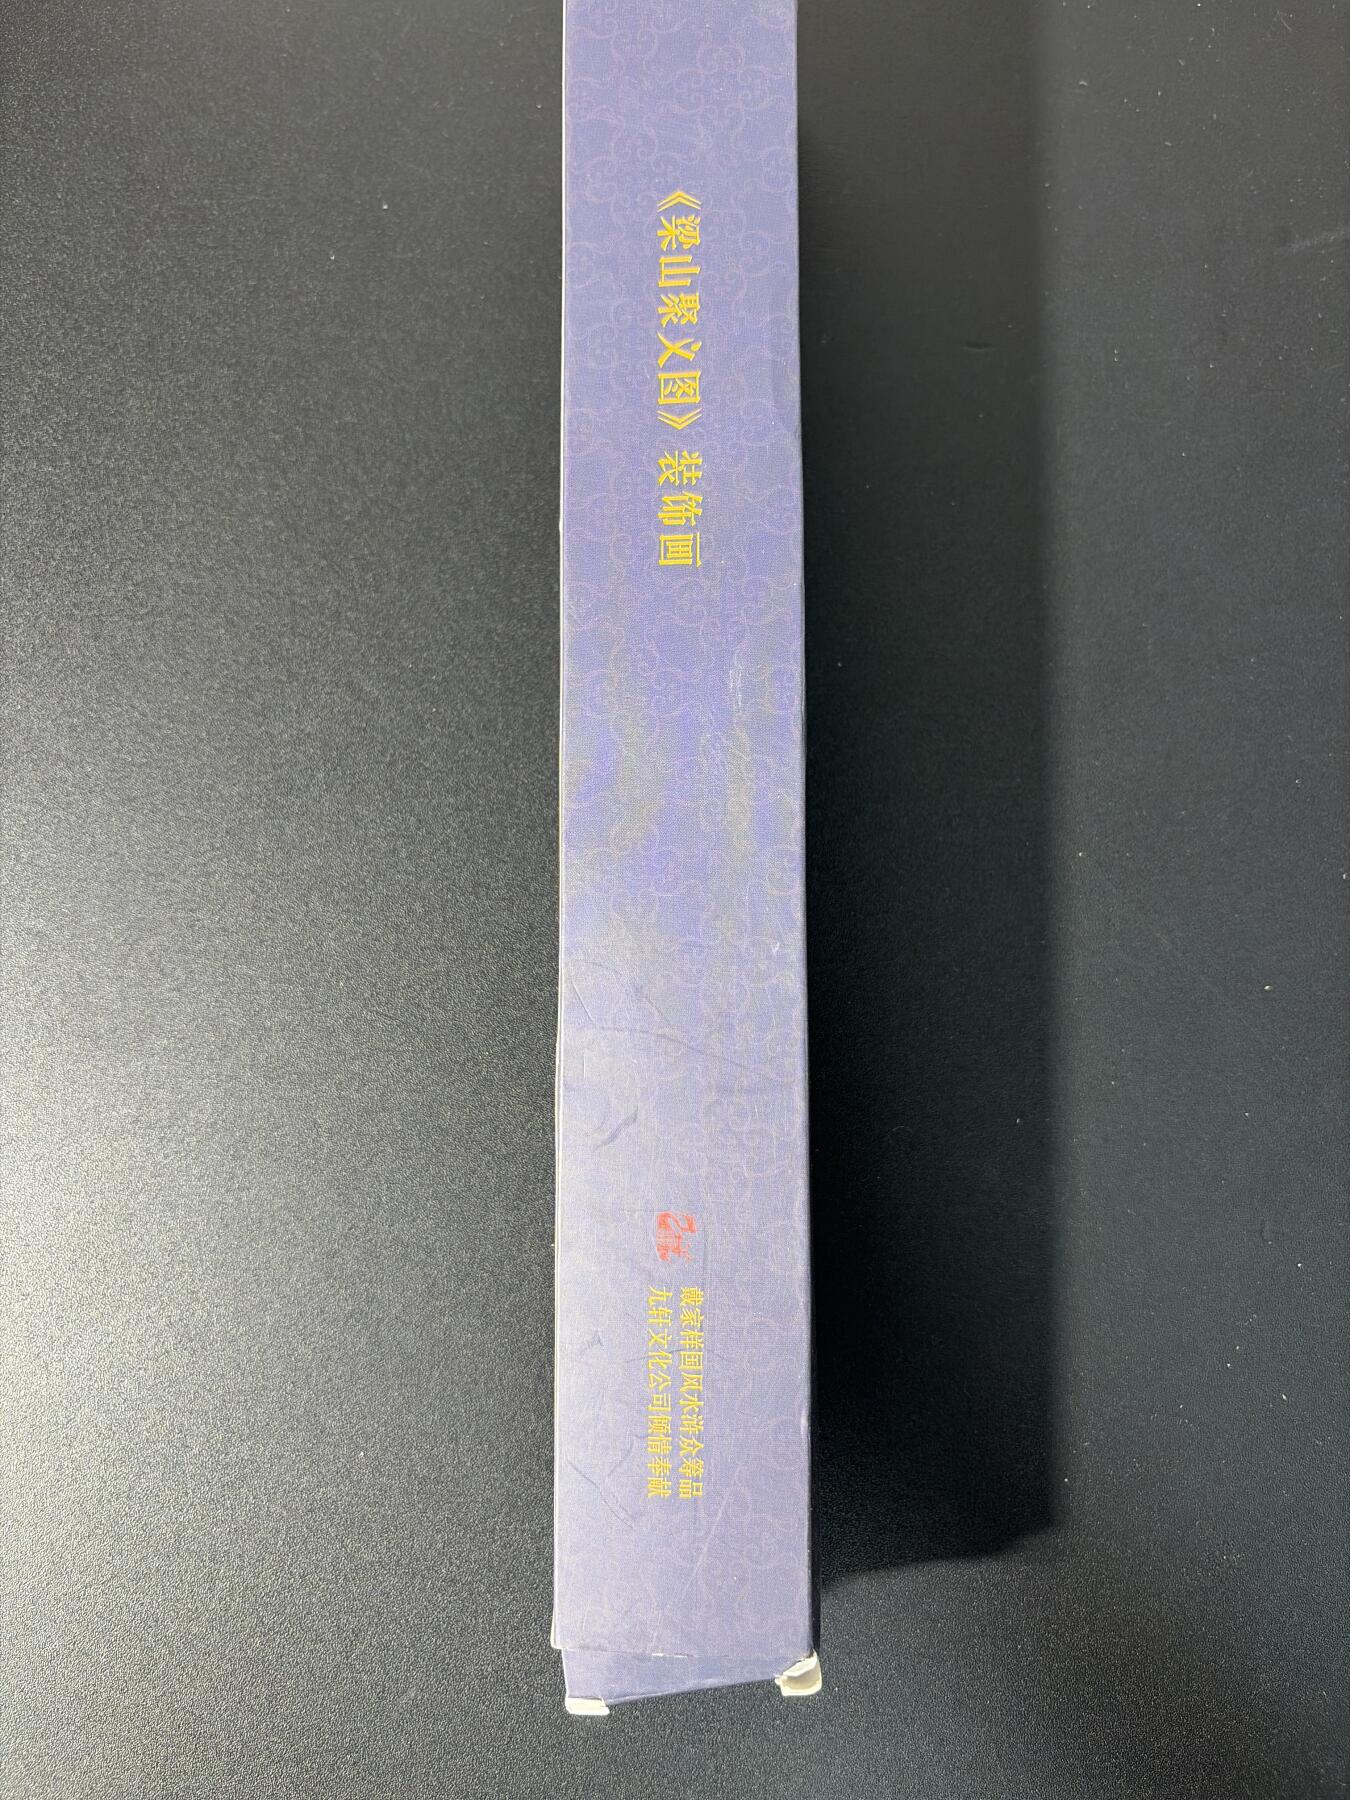 《梁山聚义图》装饰画
戴家样国风水浒众筹品
九轩文化公司倾情奉献